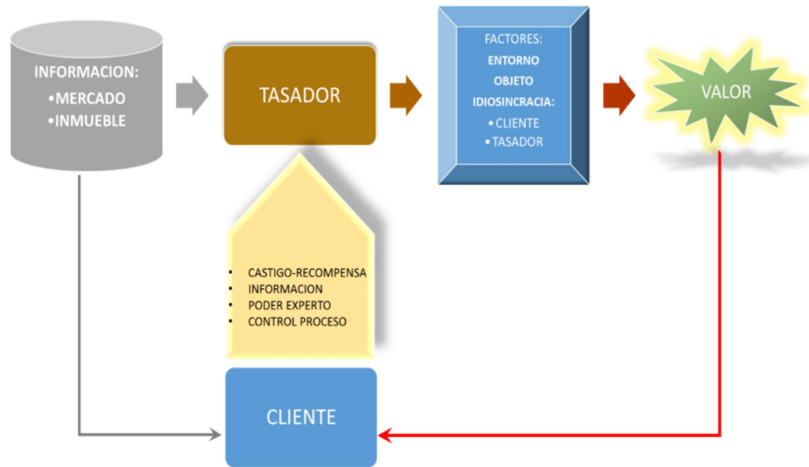 INFORMACION:
•MERCADO
•INMUEBLE
TASADOR
FACTORES:
ENTORNO
OBJETO
IDIOSINCRACIA:
• CLIENTE
• TASADOR
VALOR
• CASTIGO-RECOMPENSA
• INFORMACION
• PODER EXPERTO
• CONTROL PROCESO
CLIENTE